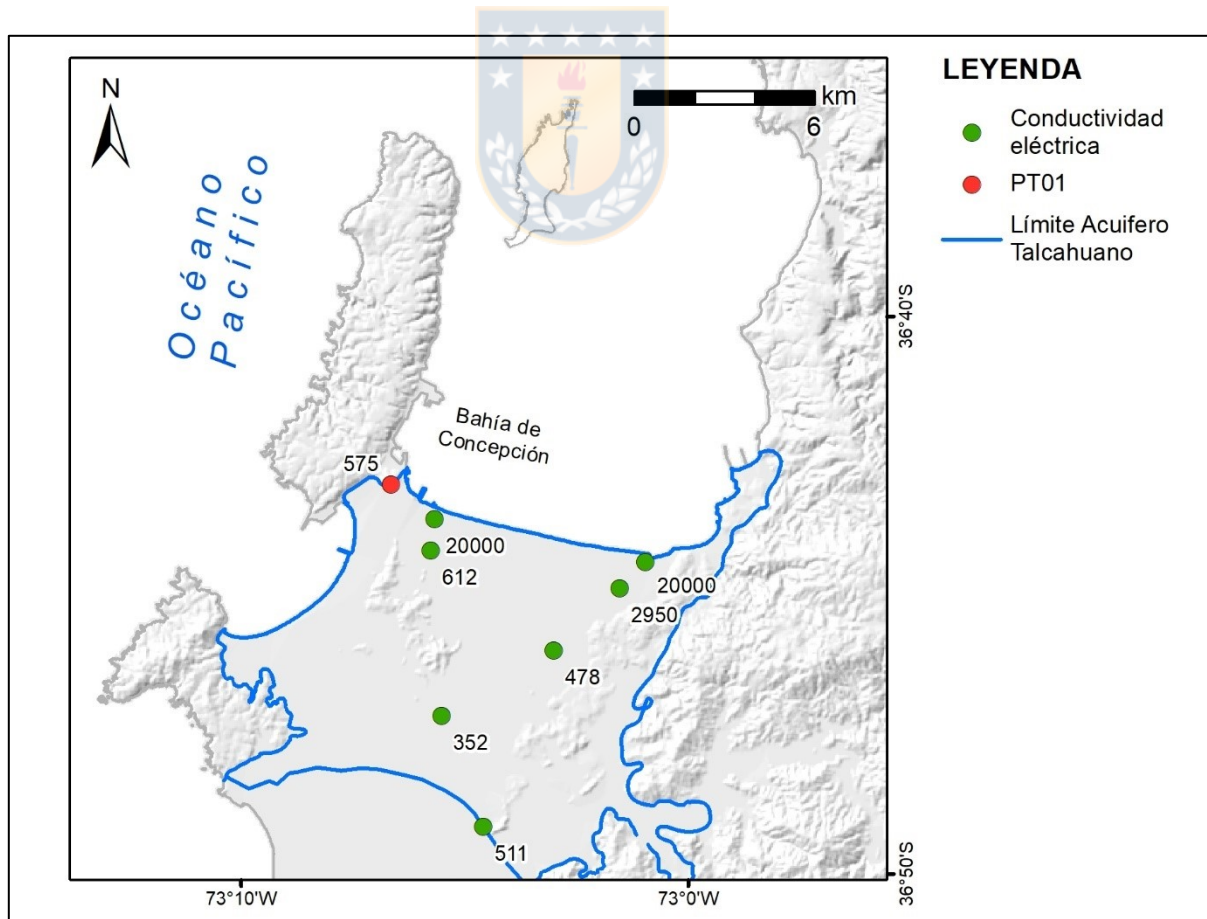 N
km
0
6
Océano
Pacífico
Bahía de
Concepción
575
20000
612
20000
2950
478
352
511
36°40'S
36°50'S
73°10'W
73°0'W
LEYENDA
Conductividad
eléctrica
PT01
Límite Acuifero
Talcahuano